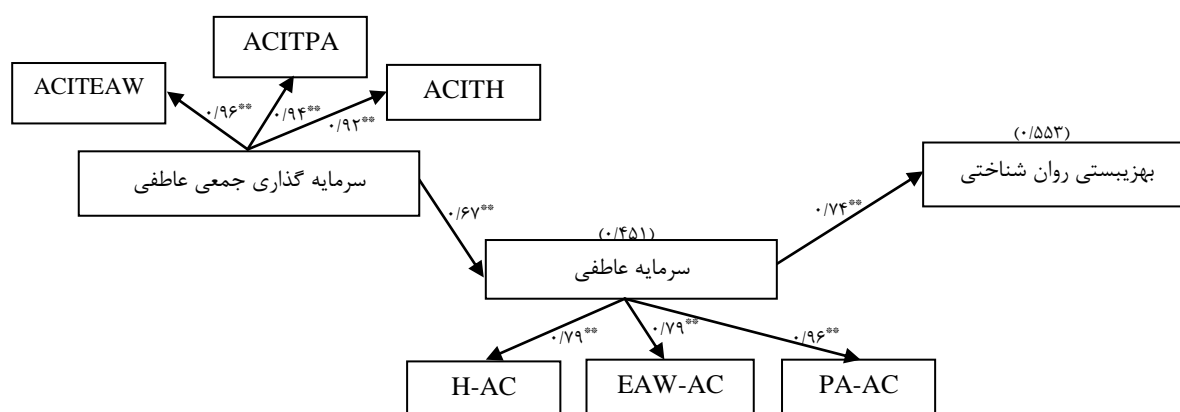 ACITPA
ACITEAW
ACITH
۰/۹۶**
۰/۹۴**
۰/۹۲**
سرمایه گذاری جمعی عاطفی
(۰/۵۵۳)
بهزیستی روان شناختی
۰/۶۷**
۰/۷۴**
(۰/۴۵۱)
سرمایه عاطفی
۰/۷۹**
۰/۷۹**
۰/۹۶**
H-AC
EAW-AC
PA-AC